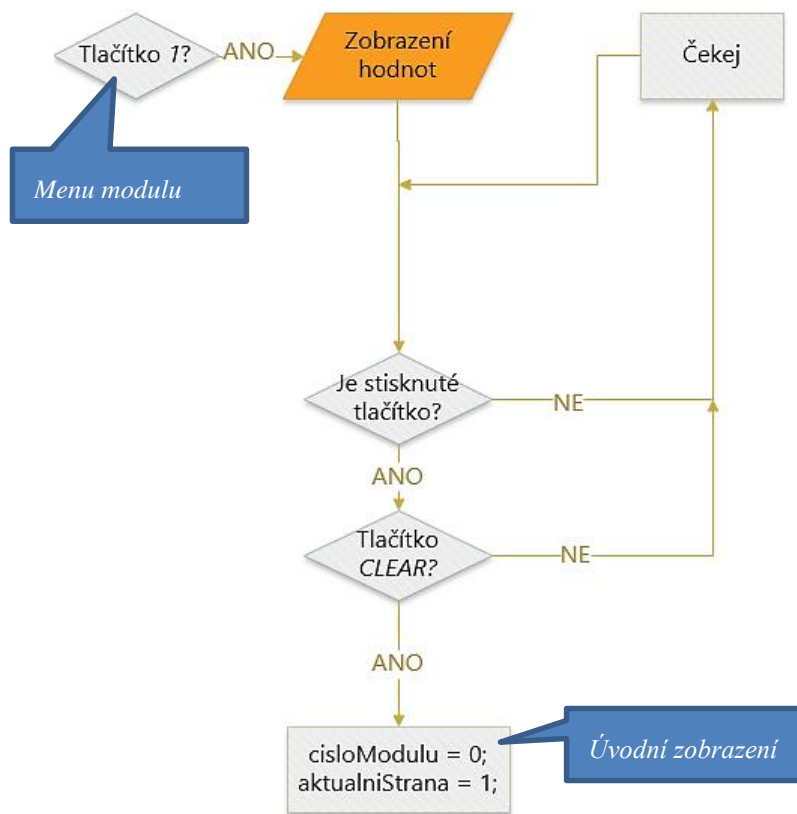 Tlačítko 1?
ANO
Zobrazení
hodnot
Čekej
Menu modulu
Je stisknuté
tlačítko?
NE
ANO
Tlačítko
CLEAR?
NE
ANO
cisloModulu = 0;
aktualniStrana = 1;
Úvodní zobrazení